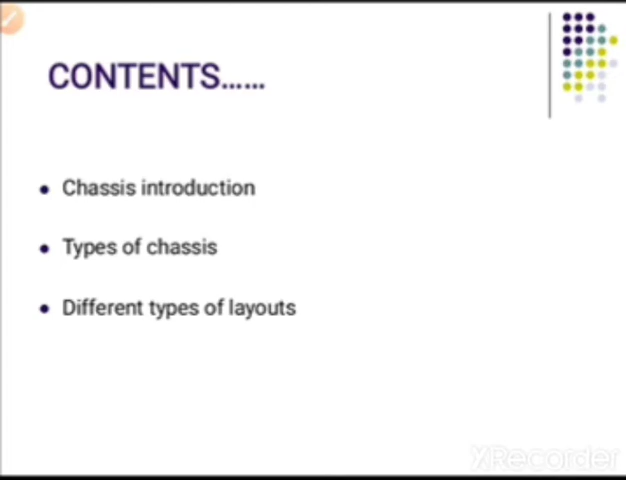 CONTENTS......
• Chassis introduction
• Types of chassis
• Different types of layouts
XRecorder